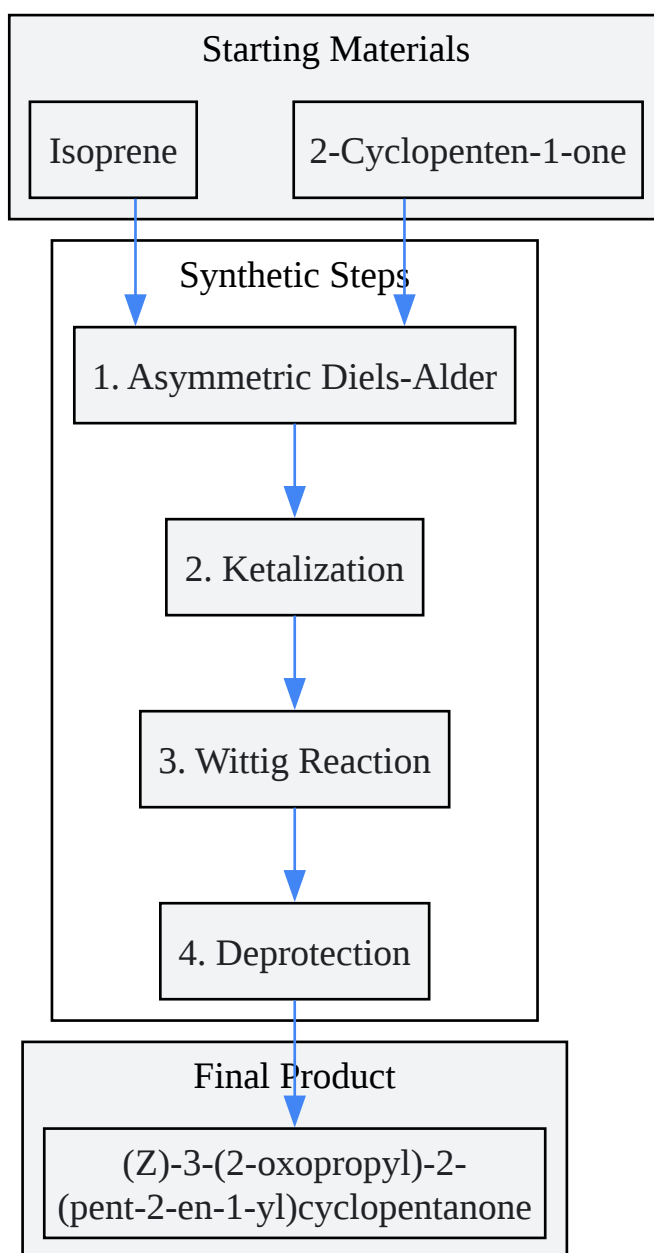 Starting Materials
Isoprene
2-Cyclopenten-1-one
Synthetic Steps
1. Asymmetric Diels-Alder
2. Ketalization
3. Wittig Reaction
4. Deprotection
Final Product
(Z)-3-(2-oxopropyl)-2-
(pent-2-en-1-yl)cyclopentanone